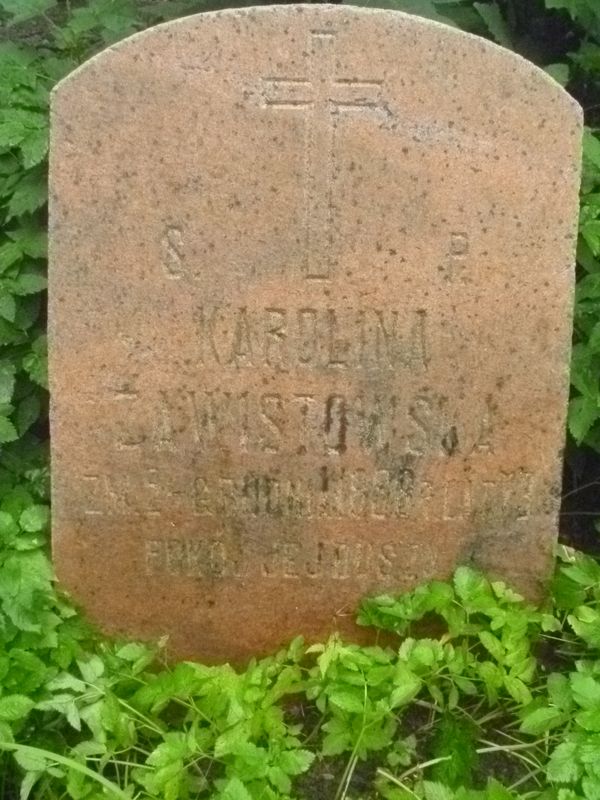 Ś. P.
KAROLINA
ZAWISTOWSKA
POKÓJ JEJ DUSZY